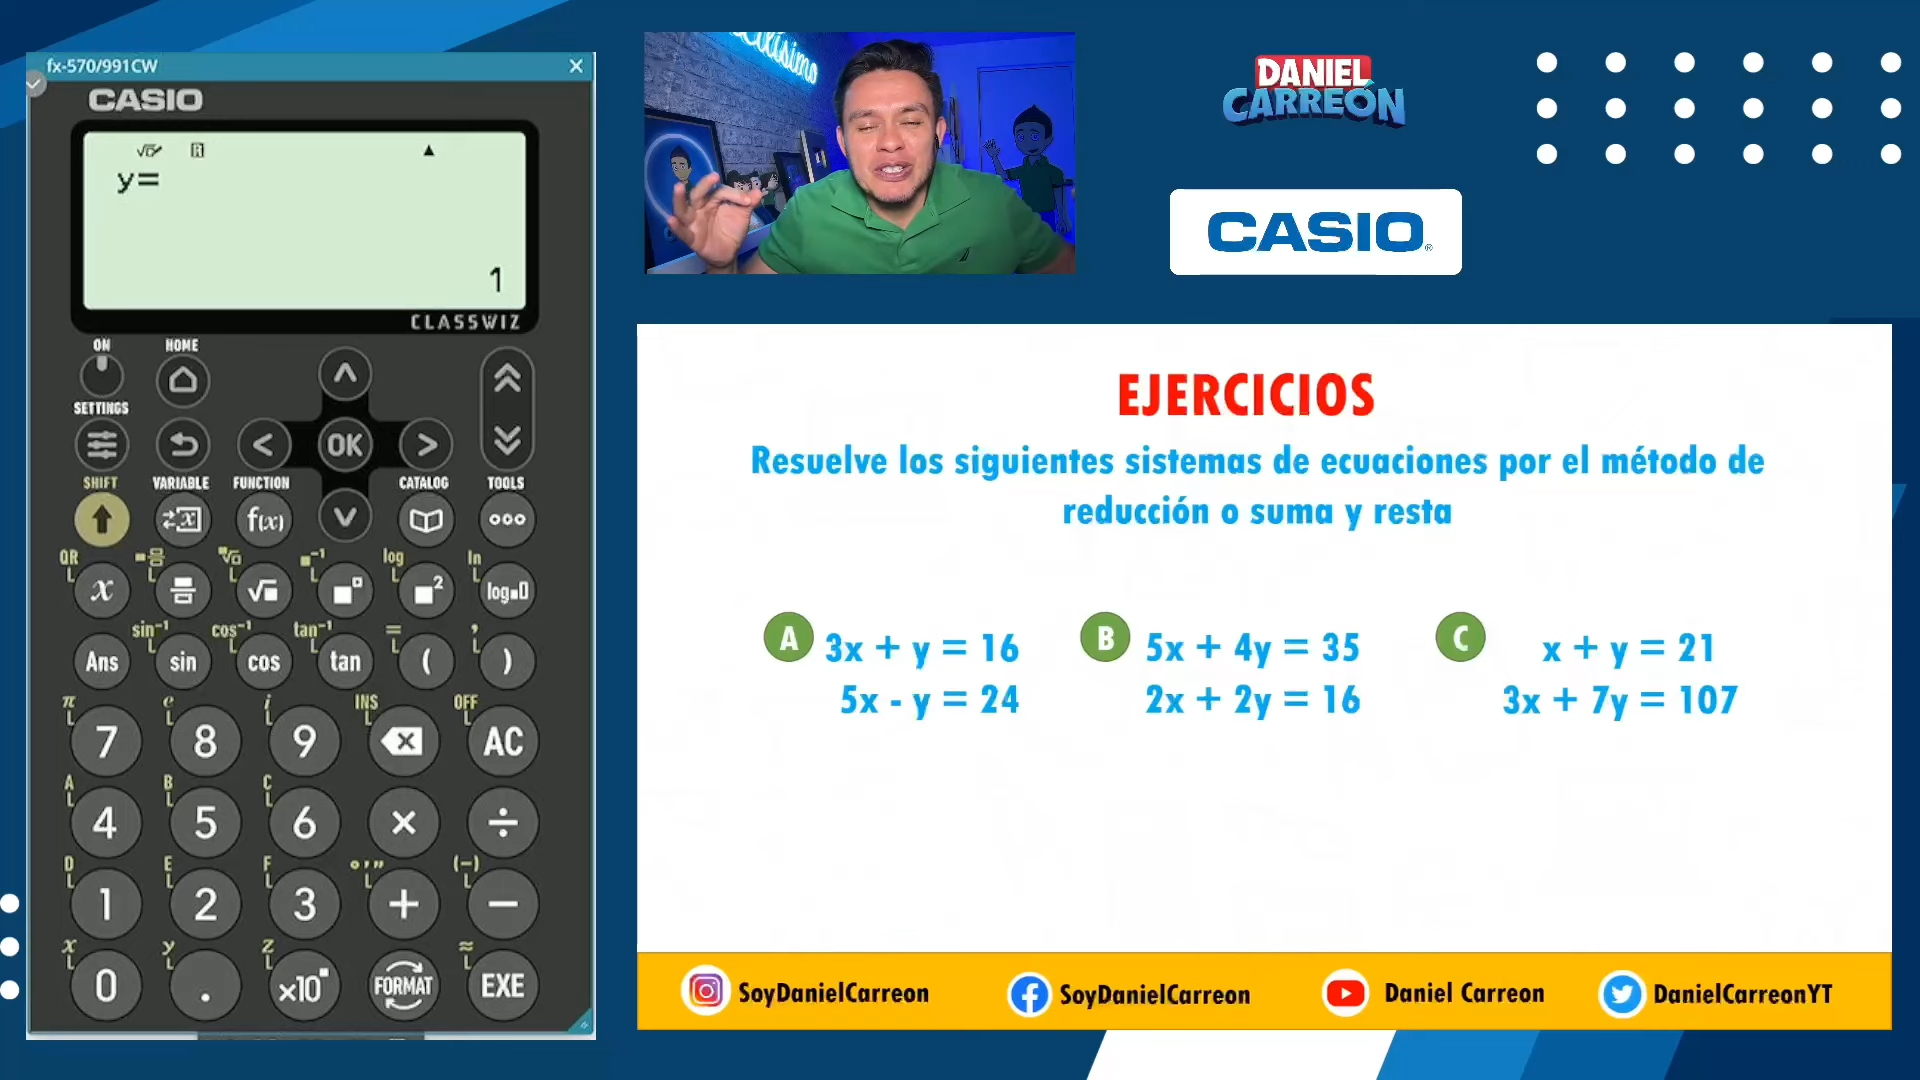 fx-570/991CW
CASIO
y=
1
CLASSWIZ
ON
HOME
SETTINGS
OK
SHIFT
VARIABLE
FUNCTION
CATALOG
TOOLS
f(x)
QR
log
ln
x
log
sin⁻¹
cos⁻¹
tan⁻¹
=
,
Ans
sin
cos
tan
(
)
π
e
i
INS
OFF
7
8
9
AC
A
B
C
4
5
6
×
÷
D
E
F
° ′ ″
(−)
1
2
3
+
−
x
y
z
≈
0
.
×10
FORMAT
EXE
DANIEL
CARREÓN
CASIO®
EJERCICIOS
Resuelve los siguientes sistemas de ecuaciones por el método de
reducción o suma y resta
A 3x + y = 16
5x - y = 24
B 5x + 4y = 35
2x + 2y = 16
C x + y = 21
3x + 7y = 107
SoyDanielCarreon
SoyDanielCarreon
Daniel Carreon
DanielCarreonYT